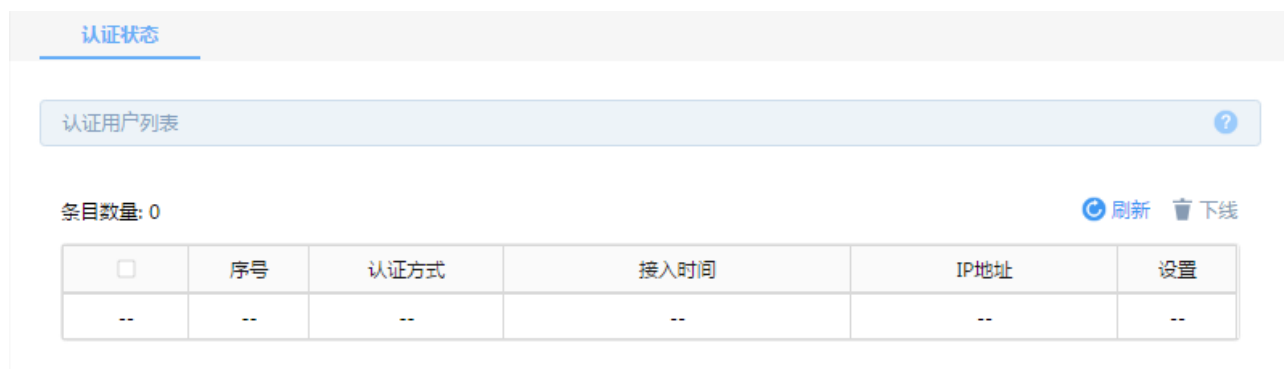 认证状态
认证用户列表 ?
条目数量: 0 刷新 下线
序号 认证方式 接入时间 IP地址 设置
-- -- -- -- -- --